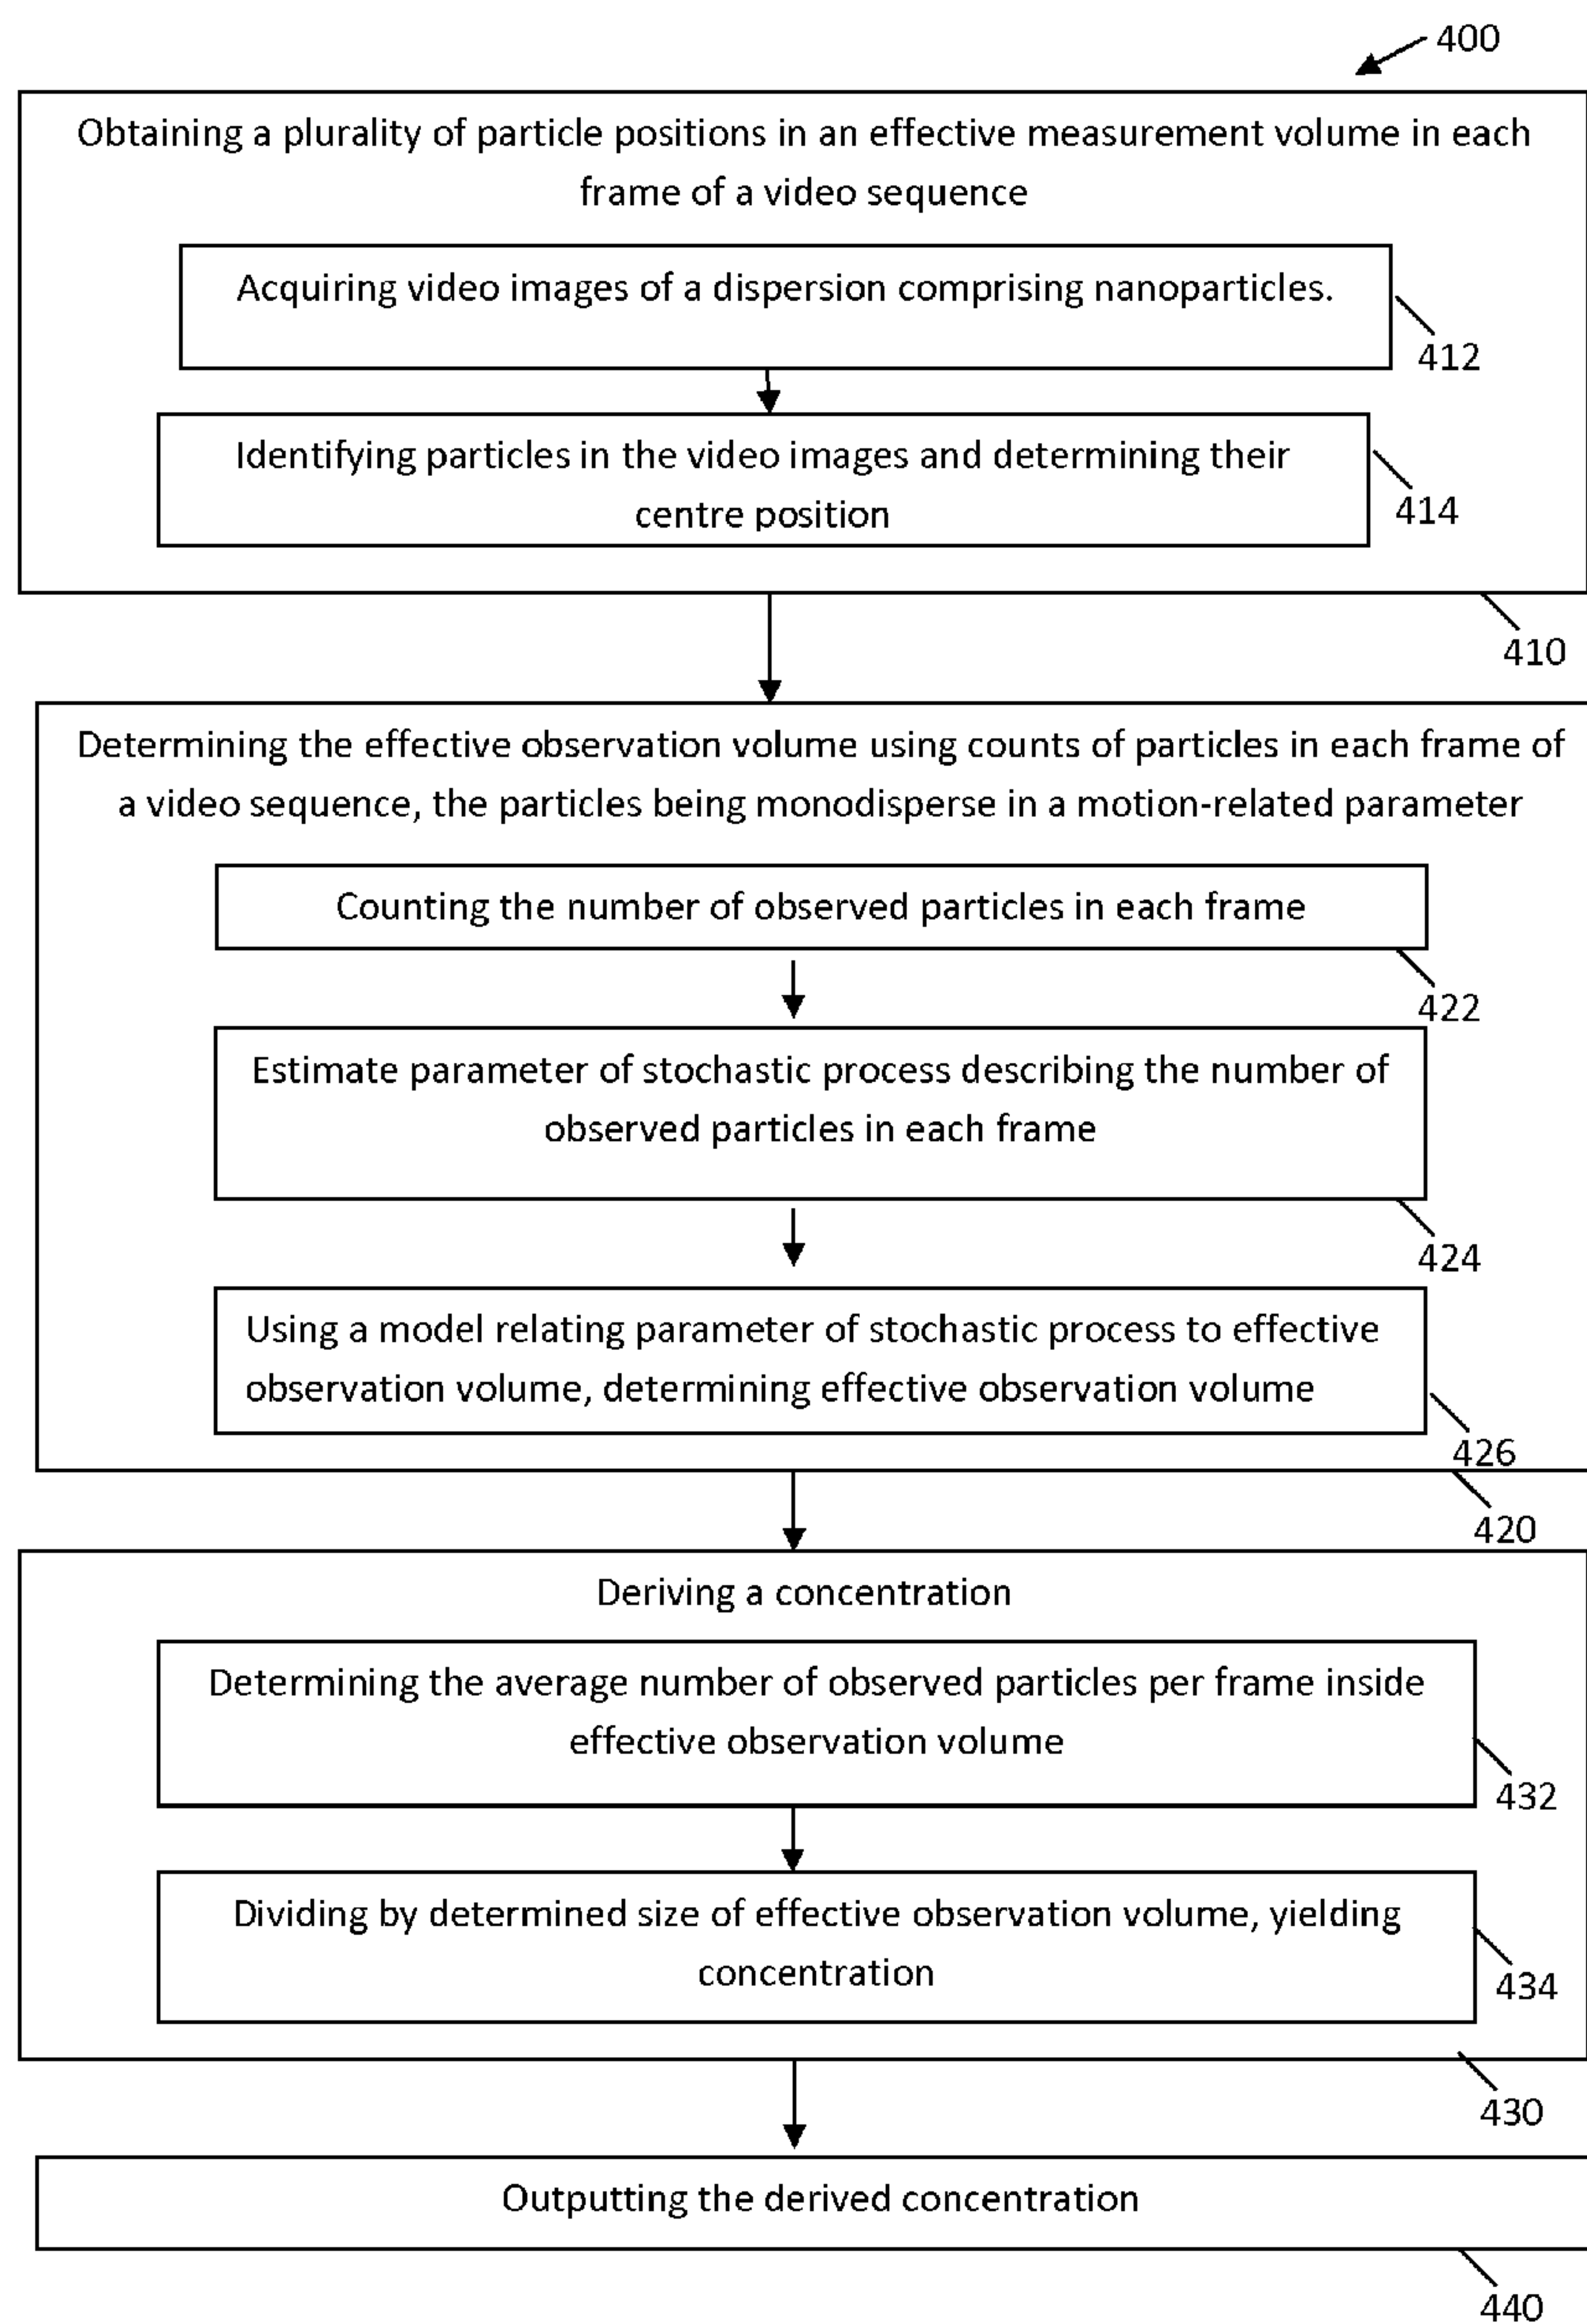 400
Obtaining a plurality of particle positions in an effective measurement volume in each
frame of a video sequence
Acquiring video images of a dispersion comprising nanoparticles.
412
Identifying particles in the video images and determining their
centre position
414
410
Determining the effective observation volume using counts of particles in each frame of
a video sequence, the particles being monodisperse in a motion-related parameter
Counting the number of observed particles in each frame
422
Estimate parameter of stochastic process describing the number of
observed particles in each frame
424
Using a model relating parameter of stochastic process to effective
observation volume, determining effective observation volume
426
420
Deriving a concentration
Determining the average number of observed particles per frame inside
effective observation volume
432
Dividing by determined size of effective observation volume, yielding
concentration
434
430
Outputting the derived concentration
440